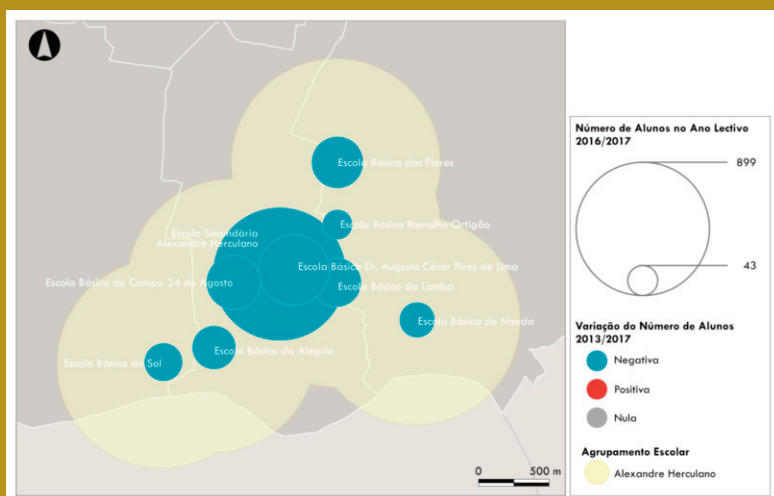 Escola Básica das Flores
Escola Básica Ramalho Ortigão
Escola Secundária
Alexandre Herculano
Escola Básica Dr. Augusto César Pires de Lima
Escola Básica do Campo 24 de Agosto
Escola Básica da Lomba
Escola Básica de Noeda
Escola Básica da Alegria
Escola Básica do Sol
0 500 m
Número de Alunos no Ano Lectivo
2016/2017
899
43
Variação do Número de Alunos
2013/2017
Negativa
Positiva
Nula
Agrupamento Escolar
Alexandre Herculano